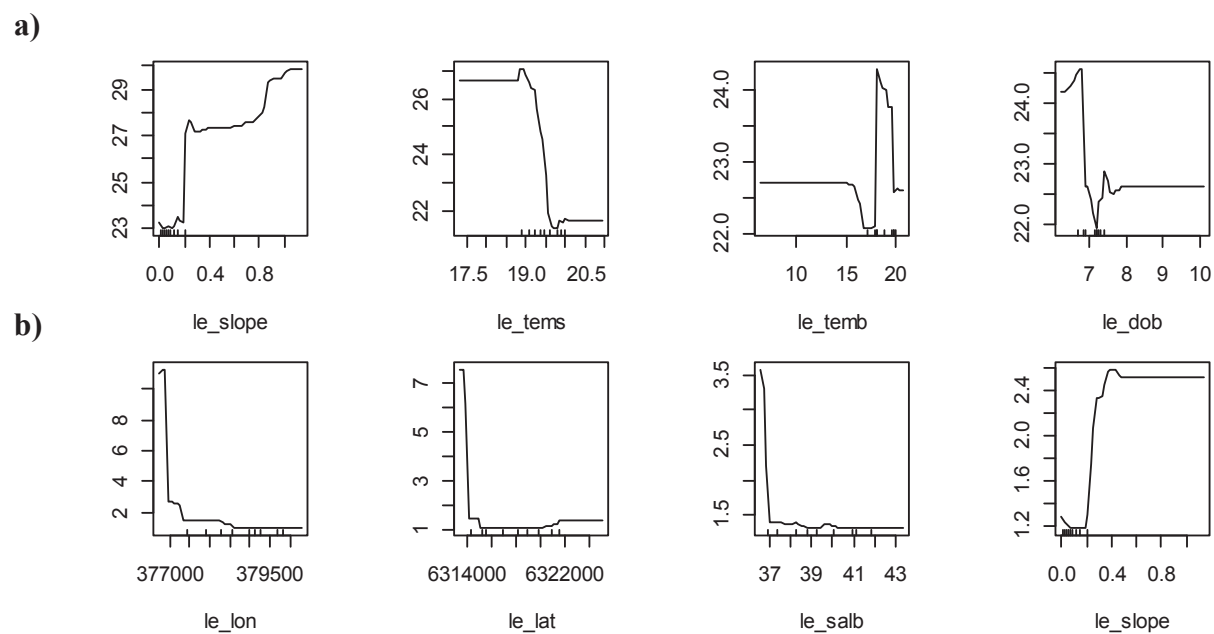 a)
29
27
25
23
0.0 0.4 0.8
le_slope
26
24
22
17.5 19.0 20.5
le_tems
24.0
23.0
22.0
10 15 20
le_temb
24.0
23.0
22.0
7 8 9 10
le_dob
b)
8
6
4
2
377000 379500
le_lon
7
5
3
1
6314000 6322000
le_lat
3.5
2.5
1.5
37 39 41 43
le_salb
2.4
2.0
1.6
1.2
0.0 0.4 0.8
le_slope